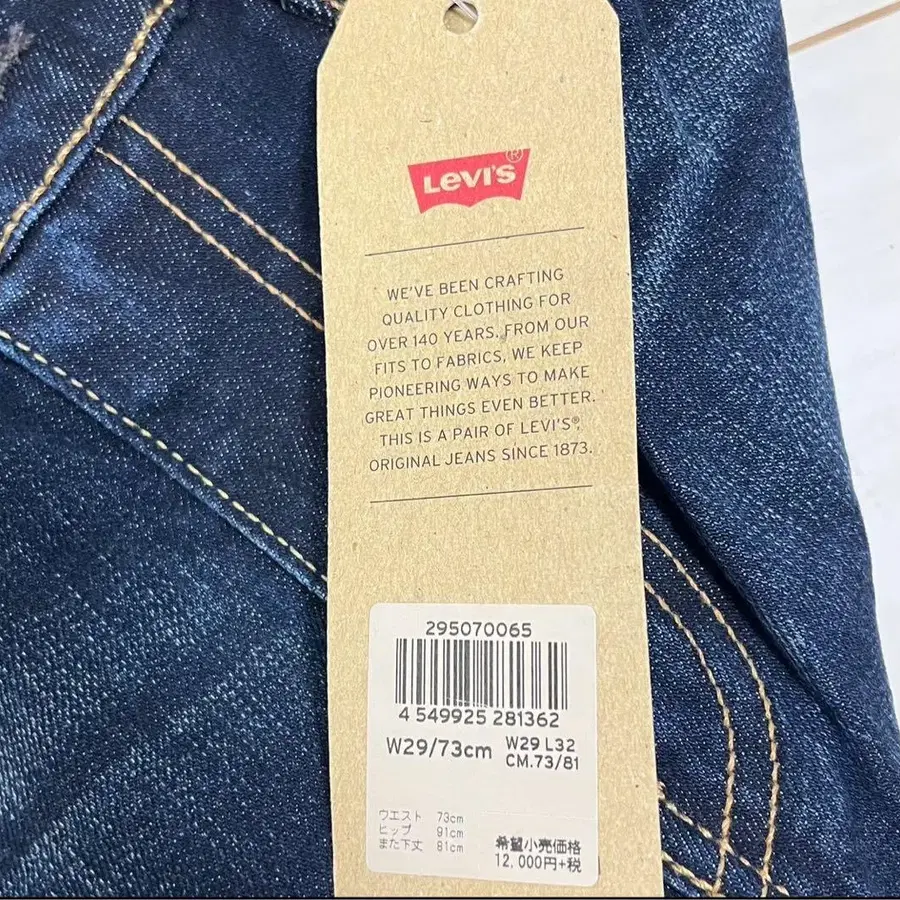 LEVI'S®
WE'VE BEEN CRAFTING
QUALITY CLOTHING FOR
OVER 140 YEARS. FROM OUR
FITS TO FABRICS, WE KEEP
PIONEERING WAYS TO MAKE
GREAT THINGS EVEN BETTER.
THIS IS A PAIR OF LEVI'S®,
ORIGINAL JEANS SINCE 1873.
295070065
4 549925 281362
W29/73cm W29 L32
CM.73/81
ウエスト 73cm
ヒップ 91cm
また下丈 81cm
希望小売価格
12,000円+税